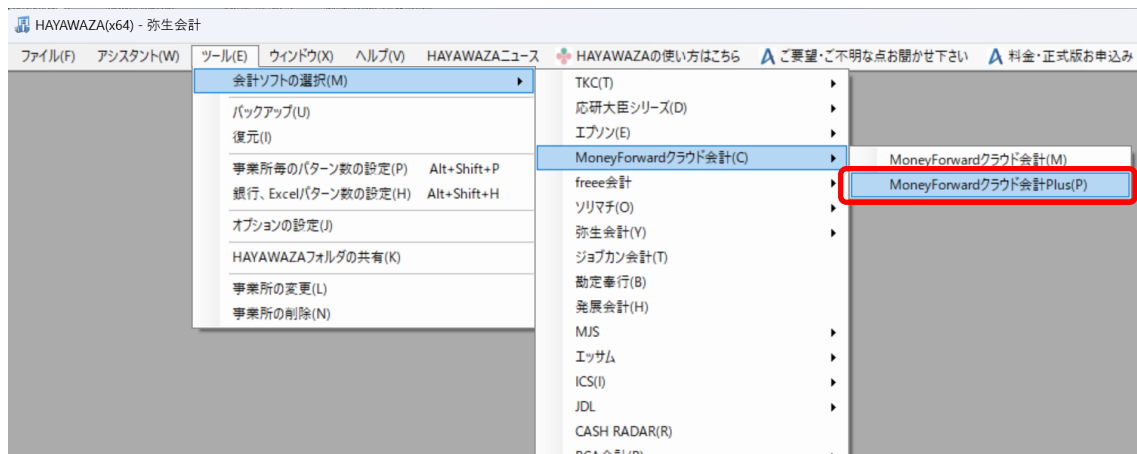 HAYAWAZA(x64) - 弥生会計
ファイル(F) アシスタント(W) ツール(E) ウィンドウ(X) ヘルプ(V) HAYAWAZAニュース HAYAWAZAの使い方はこちら ご要望・ご不明な点お聞かせ下さい 料金・正式版お申込み
会計ソフトの選択(M)
バックアップ(U)
復元(I)
事業所毎のパターン数の設定(P) Alt+Shift+P
銀行、Excelパターン数の設定(H) Alt+Shift+H
オプションの設定(J)
HAYAWAZAフォルダの共有(K)
事業所の変更(L)
事業所の削除(N)
TKC(T)
応研大臣シリーズ(D)
エプソン(E)
MoneyForwardクラウド会計(C)
freee会計
ソリマチ(O)
弥生会計(Y)
ジョブカン会計(T)
勘定奉行(B)
発展会計(H)
MJS
エッサム
ICS(I)
JDL
CASH RADAR(R)
MoneyForwardクラウド会計(M)
MoneyForwardクラウド会計Plus(P)